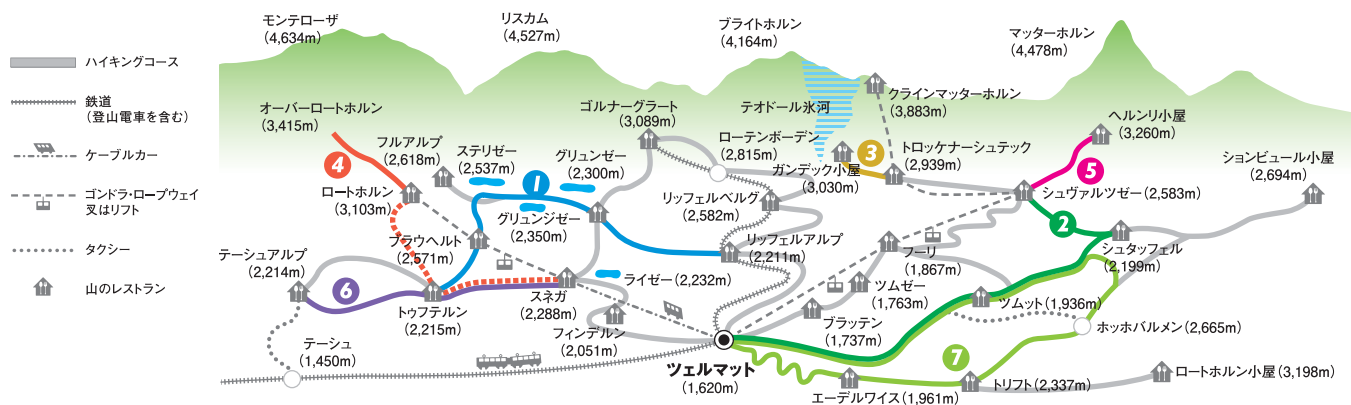 モンテローザ
(4,634m)
リスカム
(4,527m)
ブライトホルン
(4,164m)
マッターホルン
(4,478m)
ハイキングコース
鉄道
(登山電車を含む)
ケーブルカー
ゴンドラ・ロープウェイ
又はリフト
タクシー
山のレストラン
オーバーロートホルン
(3,415m)
4
フルアルプ
(2,618m)
ステリゼー
(2,537m)
1
グリュンゼー
(2,300m)
ゴルナーグラート
(3,089m)
ローテンボーデン
(2,815m)
テオドール氷河
クラインマッターホルン
(3,883m)
3
ガンデック小屋
(3,030m)
トロッケナーシュテック
(2,939m)
ヘルンリ小屋
(3,260m)
5
シュヴァルツゼー(2,583m)
ションビュール小屋
(2,694m)
ロートホルン
(3,103m)
グリュンジゼー
(2,350m)
リッフェルベルグ
(2,582m)
リッフェルアルプ
(2,211m)
ブラウヘルト
(2,571m)
2
シュタッフェル
(2,199m)
フーリ
(1,867m)
テーシュアルプ
(2,214m)
6
トゥフテルン
(2,215m)
スネガ
(2,288m)
ライゼー(2,232m)
ツムゼー
(1,763m)
ツムット(1,936m)
フィンデルン
(2,051m)
ブラッテン
(1,737m)
ホッホバルメン(2,665m)
テーシュ
(1,450m)
ツェルマット
(1,620m)
7
エーデルワイス(1,961m)
トリフト(2,337m)
ロートホルン小屋(3,198m)